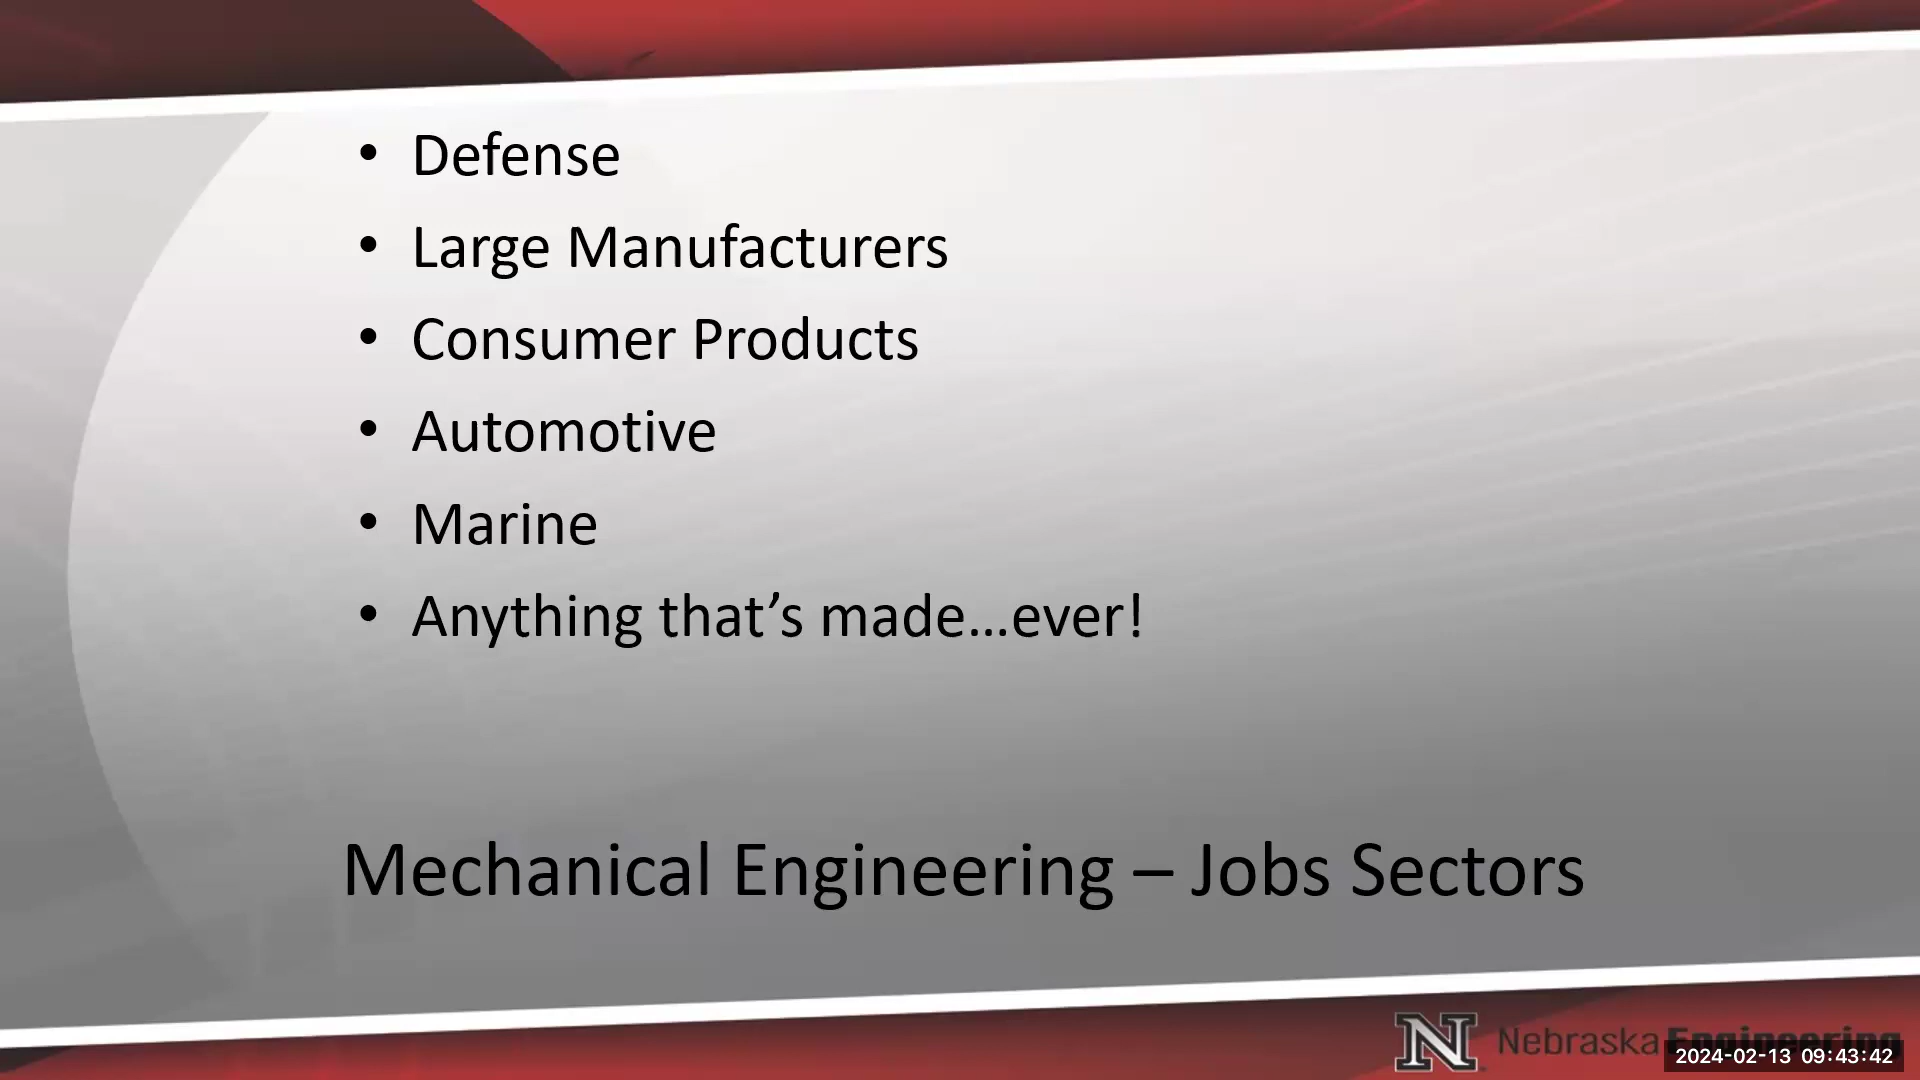 • Defense
• Large Manufacturers
• Consumer Products
• Automotive
• Marine
• Anything that’s made…ever!
Mechanical Engineering – Jobs Sectors
N Nebraska Engineering
2024-02-13 09:43:42